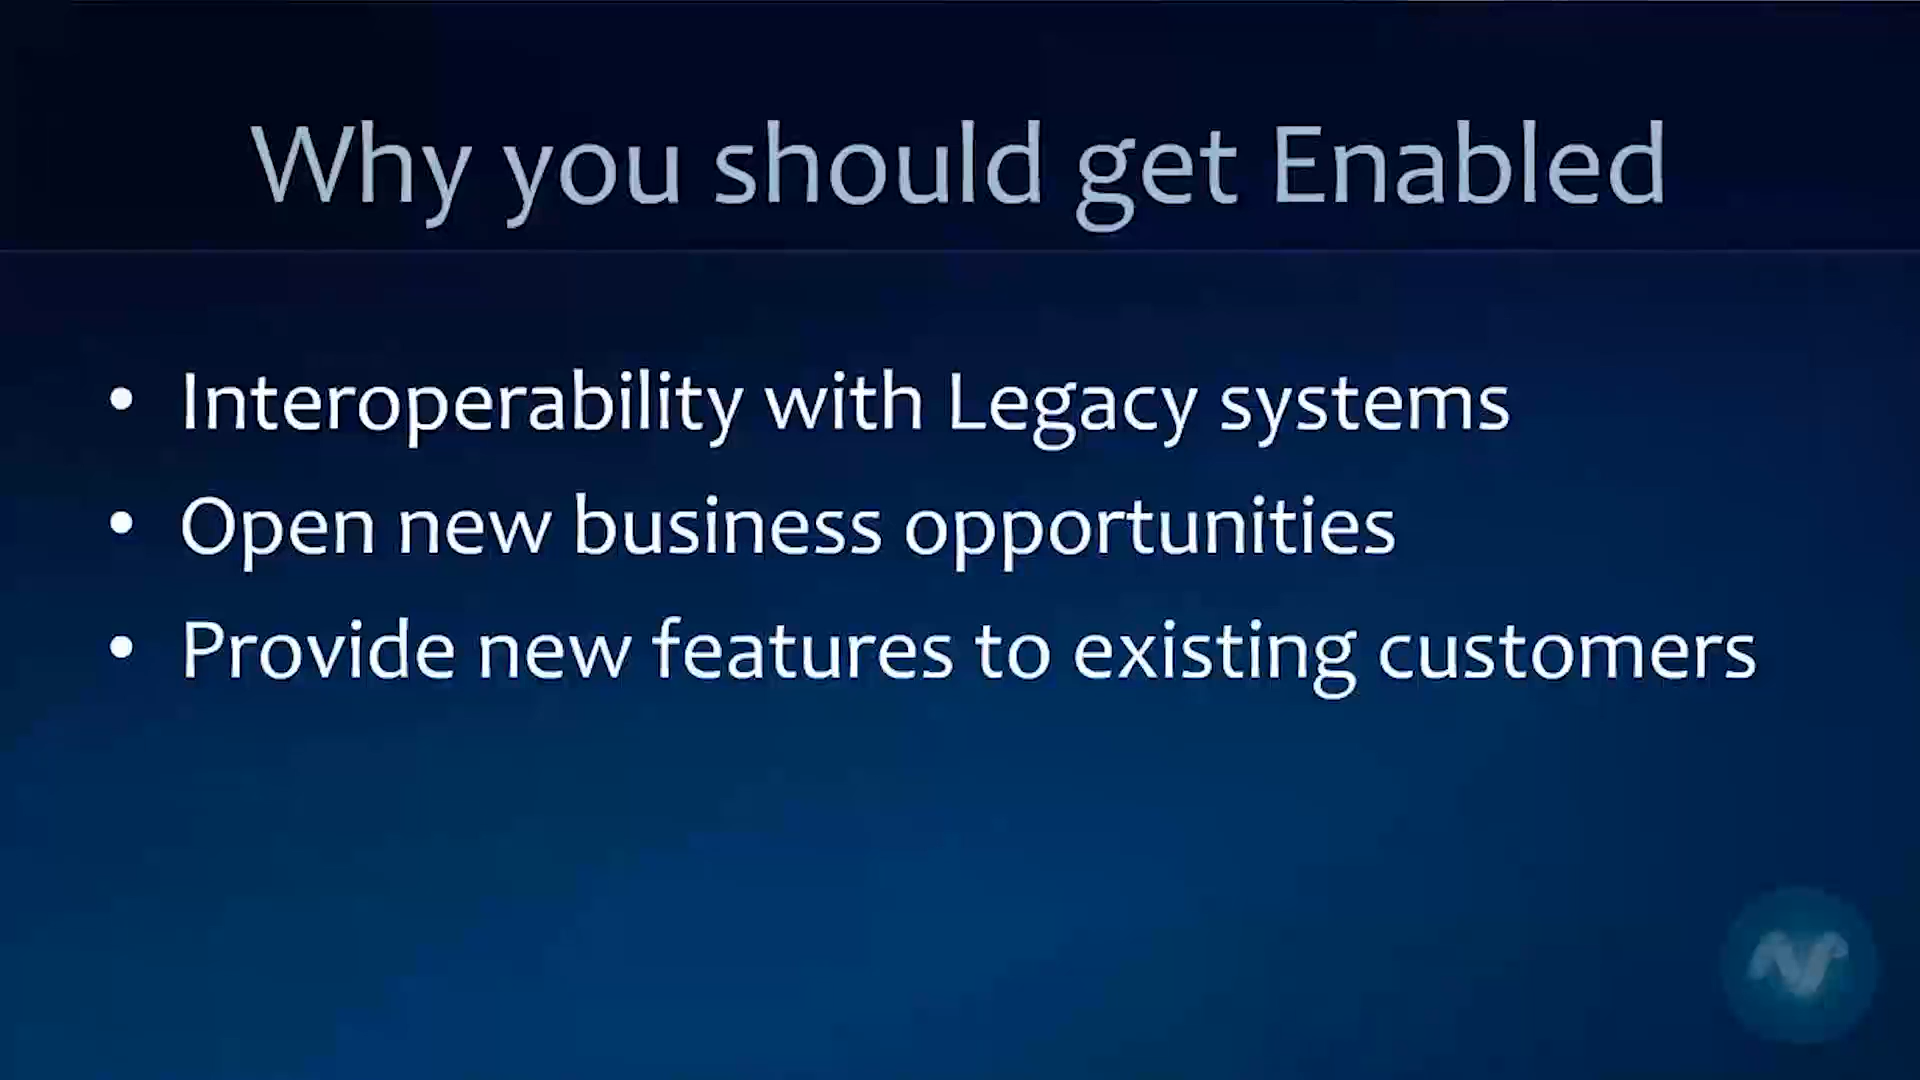 Why you should get Enabled
• Interoperability with Legacy systems
• Open new business opportunities
• Provide new features to existing customers